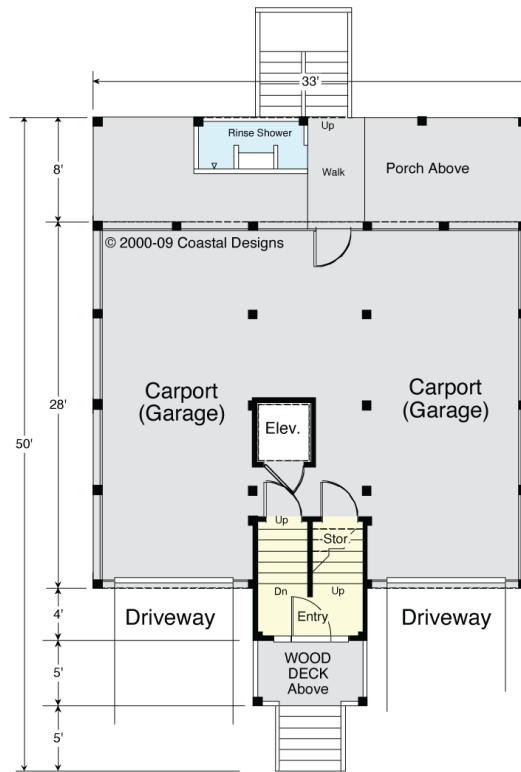 33'
Rinse Shower
Up
8'
Walk
Porch Above
© 2000-09 Coastal Designs
Carport
(Garage)
Carport
(Garage)
28'
Elev.
50'
Up
Stor.
Dn
Up
4'
Driveway
Entry
Driveway
WOOD
DECK
Above
5'
5'